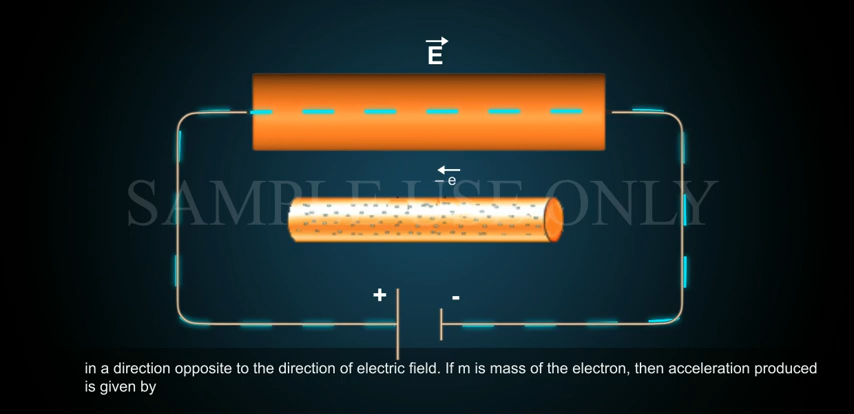 E
– e
SAMPLE USE ONLY
+ -
in a direction opposite to the direction of electric field. If m is mass of the electron, then acceleration produced
is given by